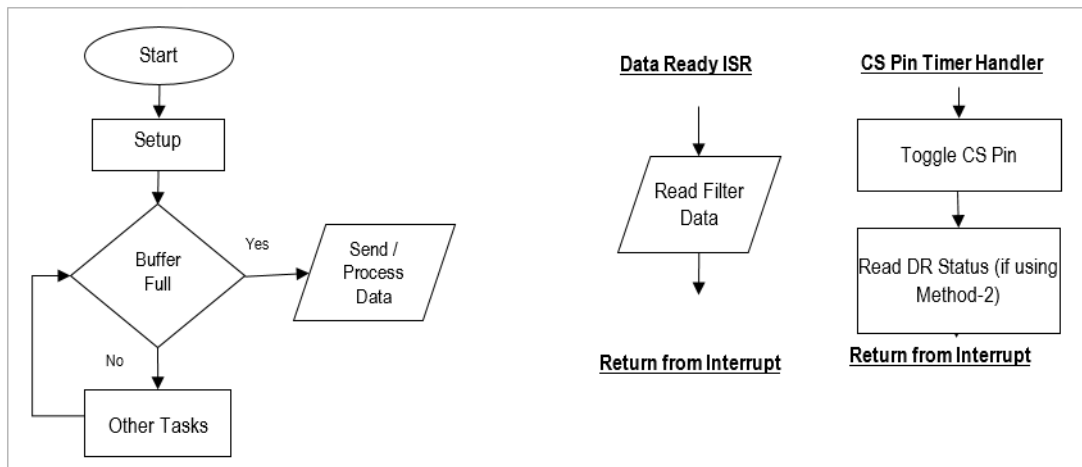 Start
Setup
Buffer
Full
Yes
Send /
Process
Data
No
Other Tasks
Data Ready ISR
Read Filter
Data
Return from Interrupt
CS Pin Timer Handler
Toggle CS Pin
Read DR Status (if using
Method-2)
Return from Interrupt